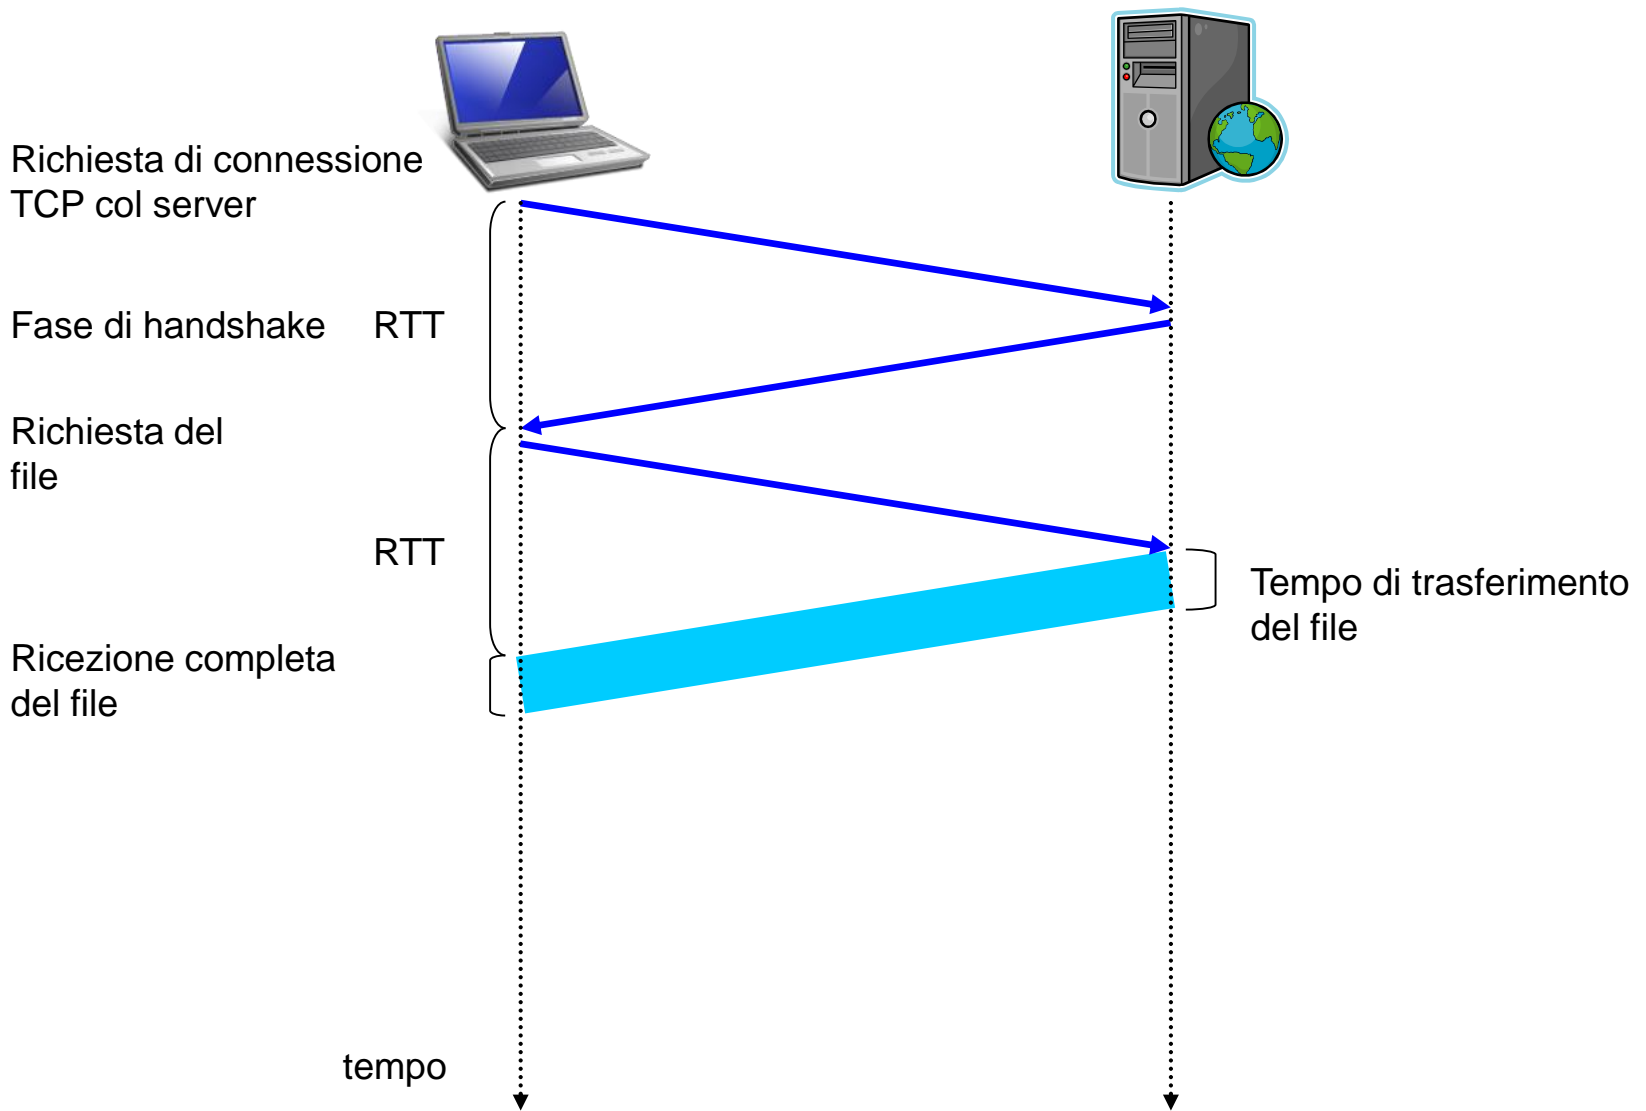 Richiesta di connessione
TCP col server
Fase di handshake
RTT
Richiesta del
file
RTT
Tempo di trasferimento
del file
Ricezione completa
del file
tempo